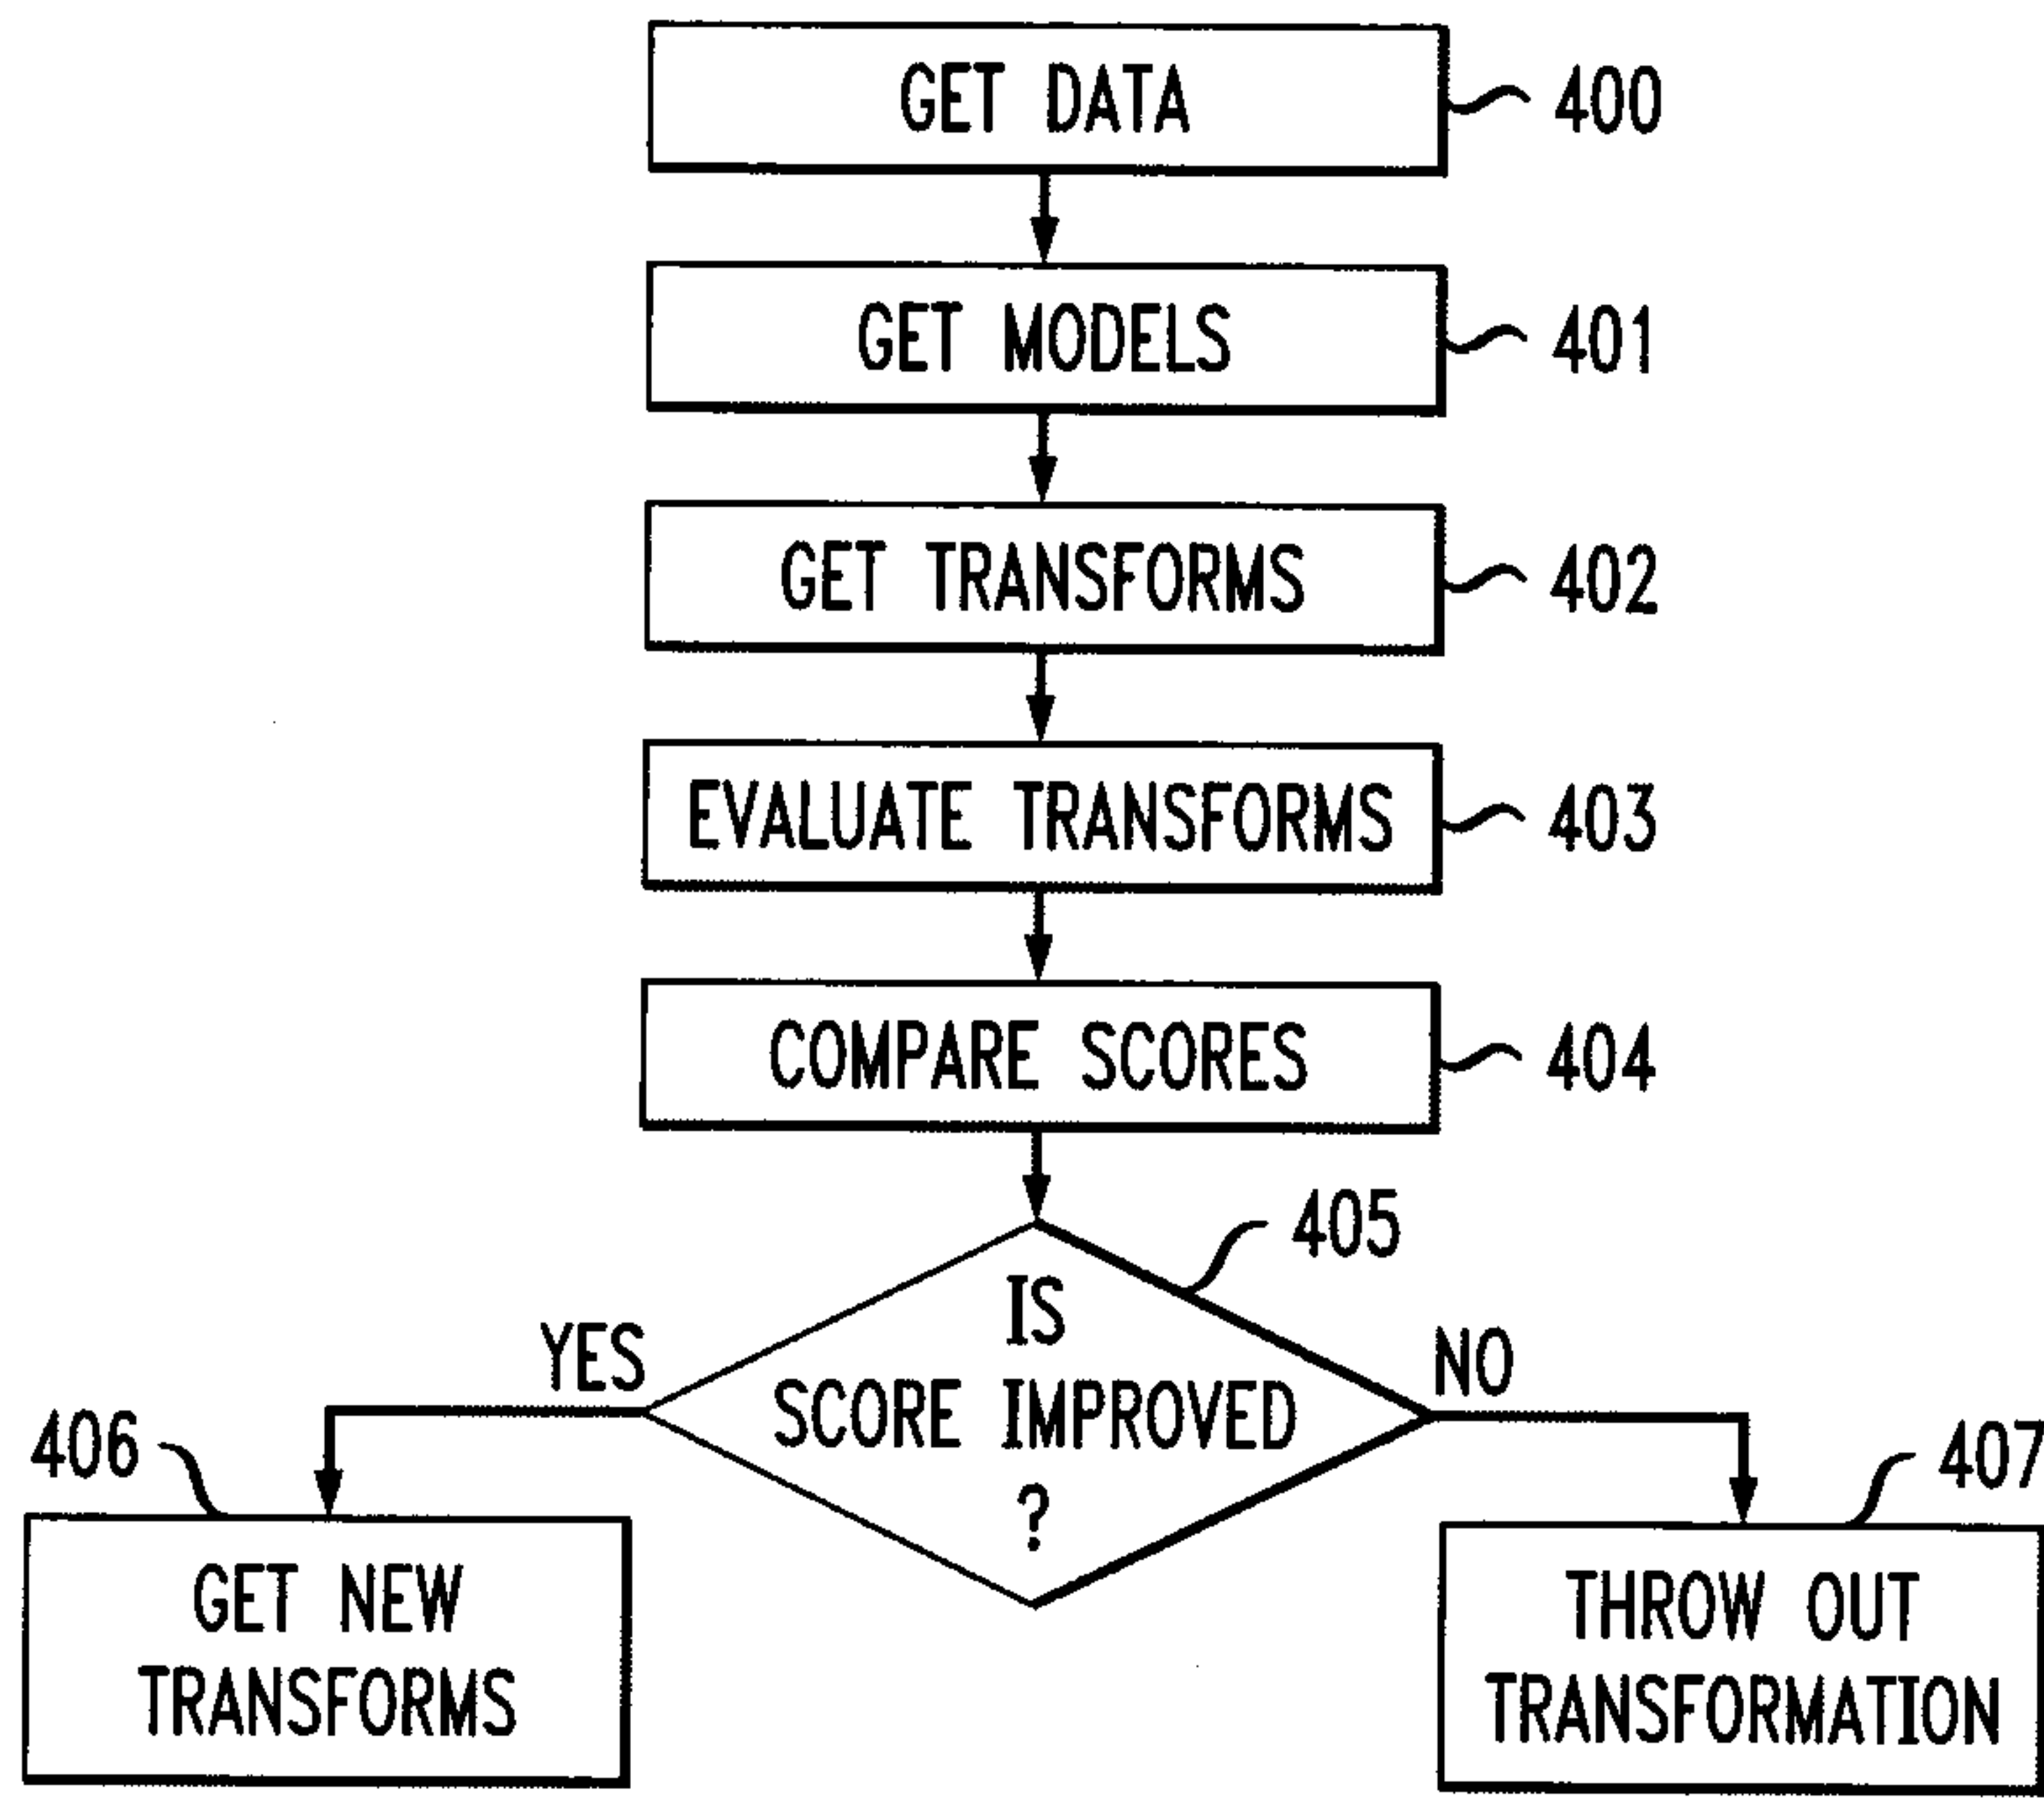 GET DATA
400
GET MODELS
401
GET TRANSFORMS
402
EVALUATE TRANSFORMS
403
COMPARE SCORES
404
405
IS
SCORE IMPROVED
?
YES
NO
406
407
GET NEW
TRANSFORMS
THROW OUT
TRANSFORMATION